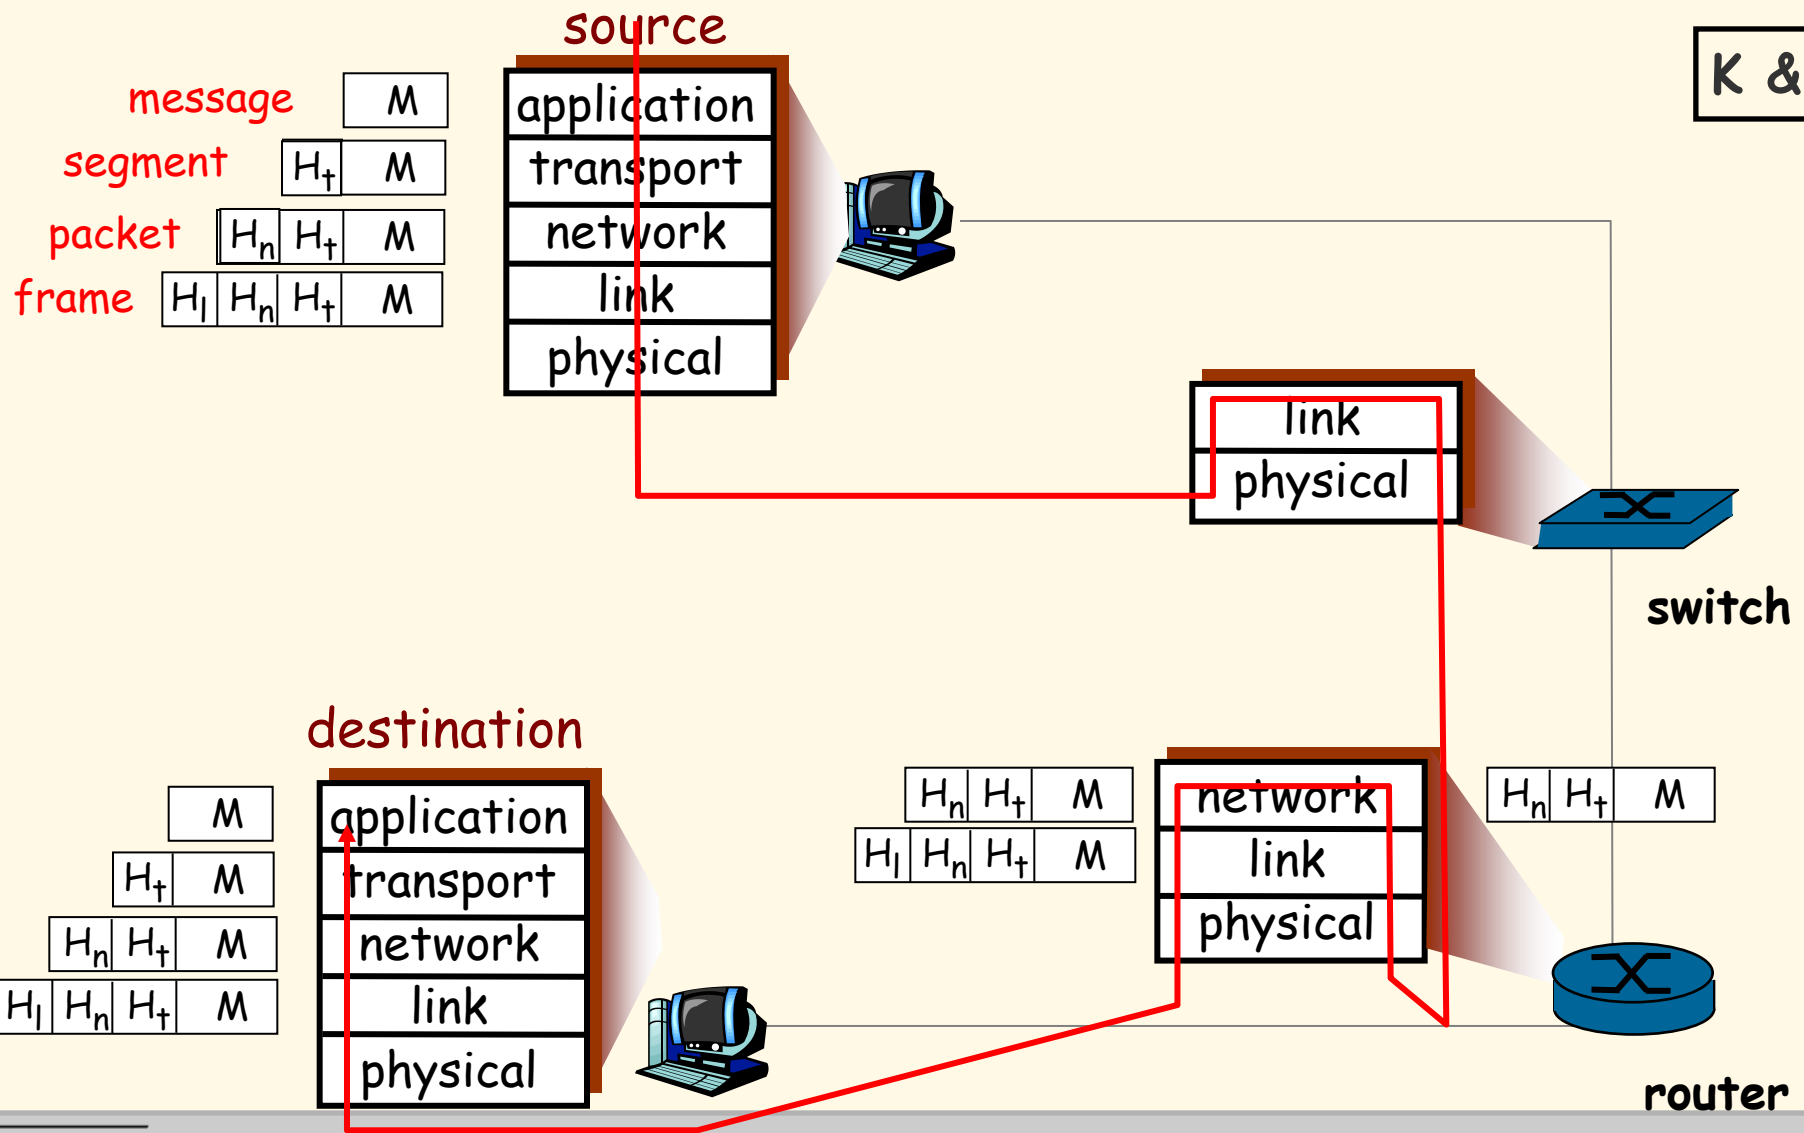 source
K &
message M
segment Ht M
packet Hn Ht M
frame Hl Hn Ht M
application
transport
network
link
physical
link
physical
switch
destination
M
Ht M
Hn Ht M
Hl Hn Ht M
application
transport
network
link
physical
Hn Ht M
Hl Hn Ht M
network
link
physical
Hn Ht M
router